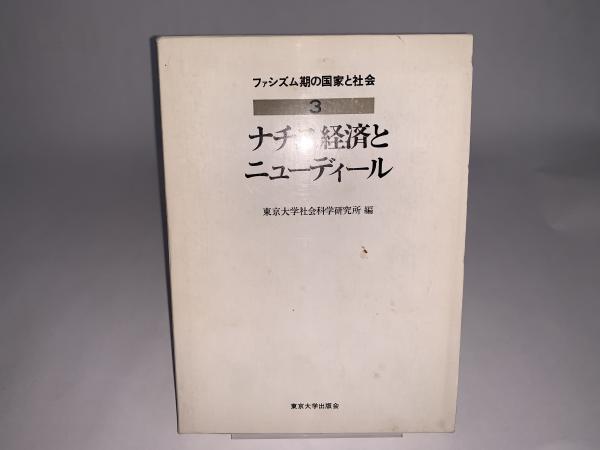 ファシズム期の国家と社会
3
ナチス経済と
ニューディール
東京大学社会科学研究所 編
東京大学出版会